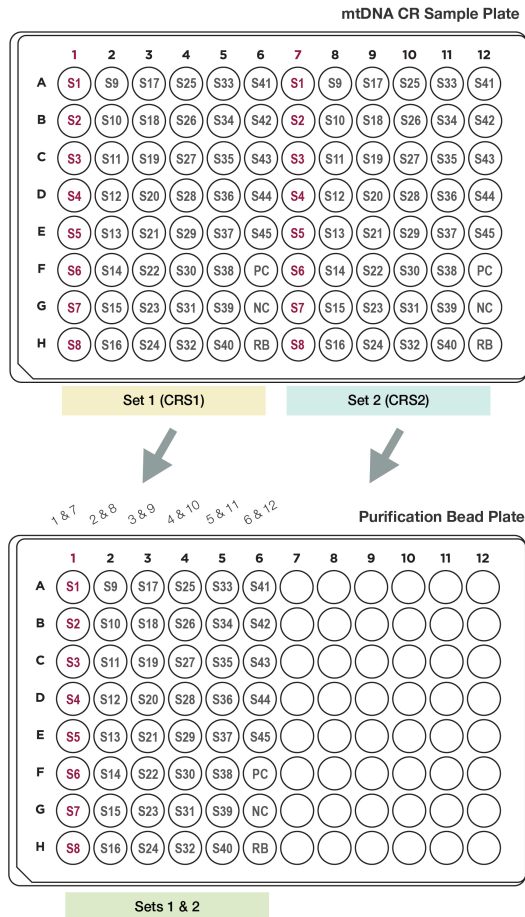 mtDNA CR Sample Plate
1 2 3 4 5 6 7 8 9 10 11 12
A S1 S9 S17 S25 S33 S41 S1 S9 S17 S25 S33 S41
B S2 S10 S18 S26 S34 S42 S2 S10 S18 S26 S34 S42
C S3 S11 S19 S27 S35 S43 S3 S11 S19 S27 S35 S43
D S4 S12 S20 S28 S36 S44 S4 S12 S20 S28 S36 S44
E S5 S13 S21 S29 S37 S45 S5 S13 S21 S29 S37 S45
F S6 S14 S22 S30 S38 PC S6 S14 S22 S30 S38 PC
G S7 S15 S23 S31 S39 NC S7 S15 S23 S31 S39 NC
H S8 S16 S24 S32 S40 RB S8 S16 S24 S32 S40 RB
Set 1 (CRS1) Set 2 (CRS2)
1 & 7 2 & 8 3 & 9 4 & 10 5 & 11 6 & 12
Purification Bead Plate
1 2 3 4 5 6 7 8 9 10 11 12
A S1 S9 S17 S25 S33 S41
B S2 S10 S18 S26 S34 S42
C S3 S11 S19 S27 S35 S43
D S4 S12 S20 S28 S36 S44
E S5 S13 S21 S29 S37 S45
F S6 S14 S22 S30 S38 PC
G S7 S15 S23 S31 S39 NC
H S8 S16 S24 S32 S40 RB
Sets 1 & 2